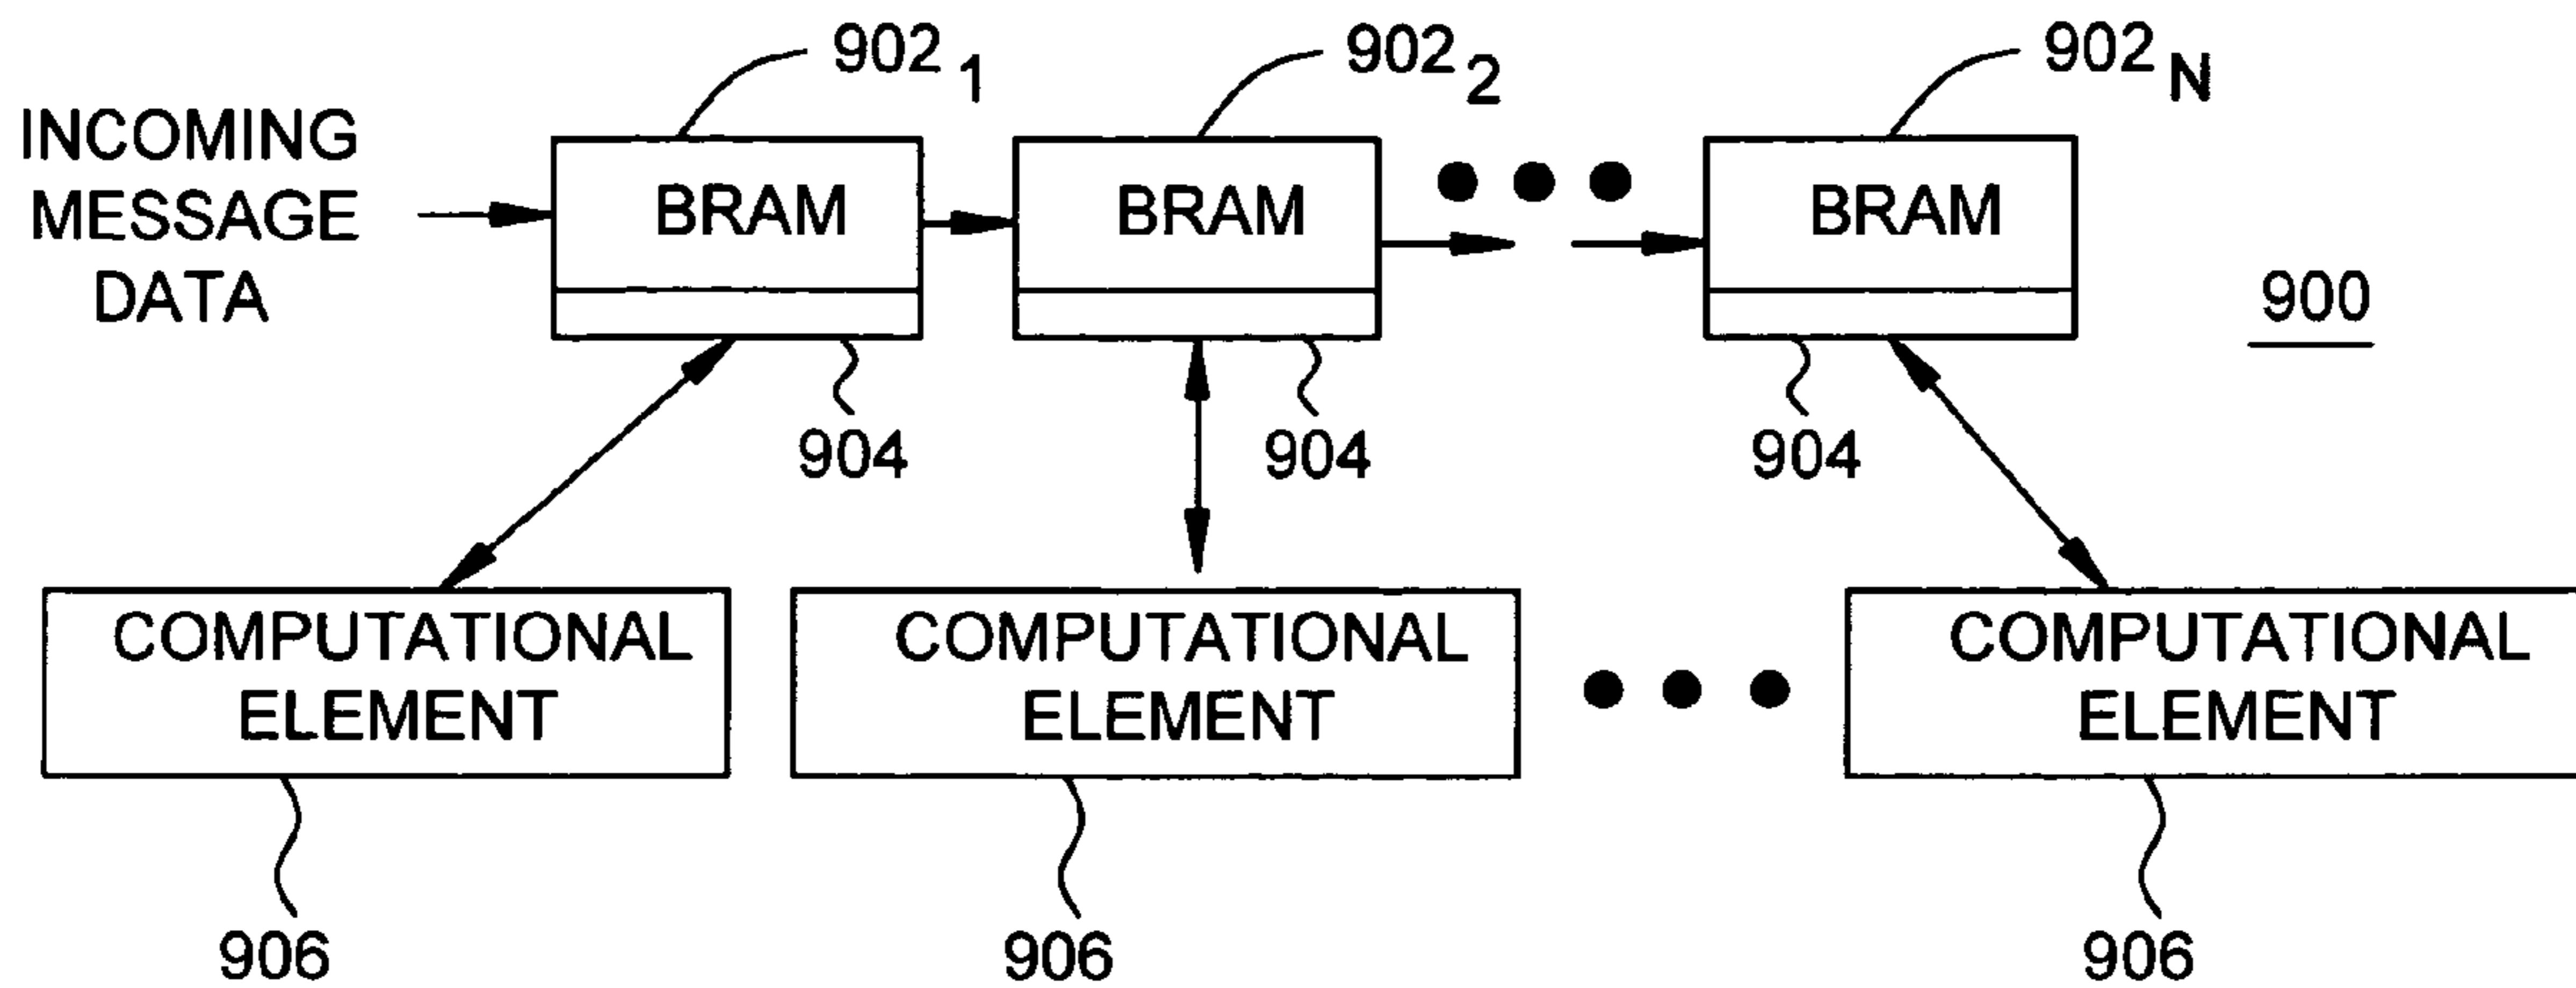 902 1
902 2
902 N
INCOMING
MESSAGE
DATA
BRAM
BRAM
BRAM
900
904
904
904
COMPUTATIONAL
ELEMENT
COMPUTATIONAL
ELEMENT
COMPUTATIONAL
ELEMENT
906
906
906